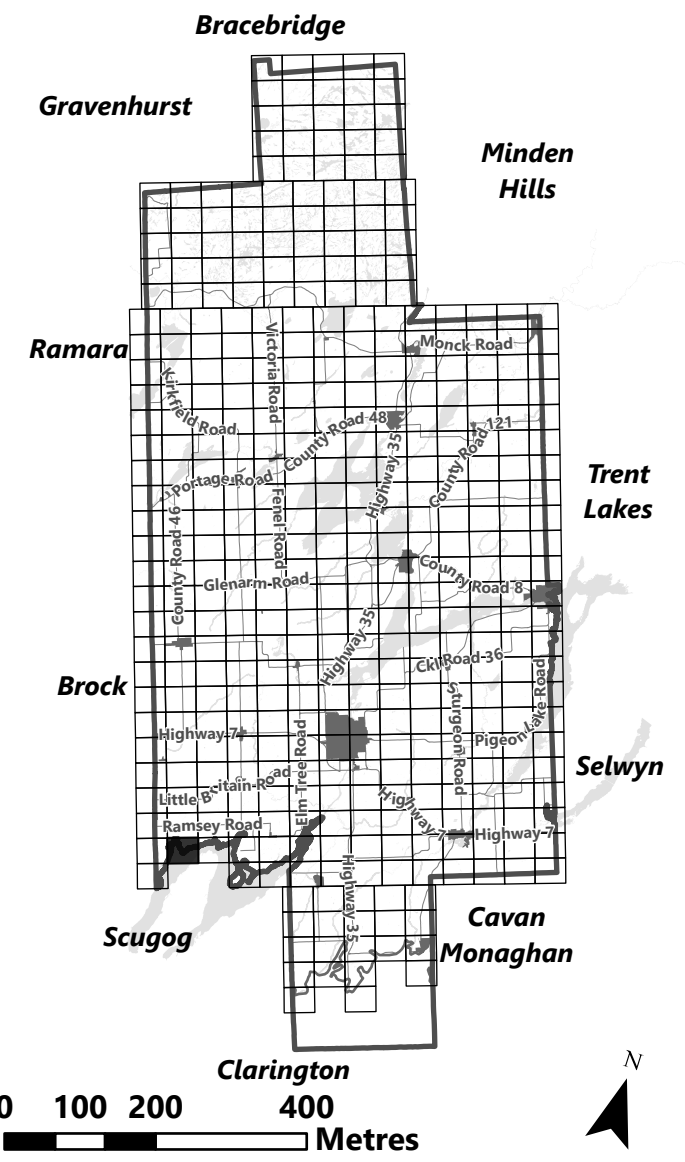 Bracebridge
Gravenhurst
Minden
Hills
Ramara
Monck Road
Victoria Road
Kirkfield Road
County Road 48
County Road 121
Highway 35
Portage Road
Trent
Lakes
Fenel Road
County Road 46
Glenarm Road
County Road 8
Highway 35
Ckl Road 36
Brock
Sturgeon Road
Pigeon Lake Road
Highway 7
Elm Tree Road
Selwyn
Little Britain Road
Highway 7
Ramsey Road
Highway 7
Highway 35
Scugog
Cavan
Monaghan
Clarington
N
0 100 200 400
Metres